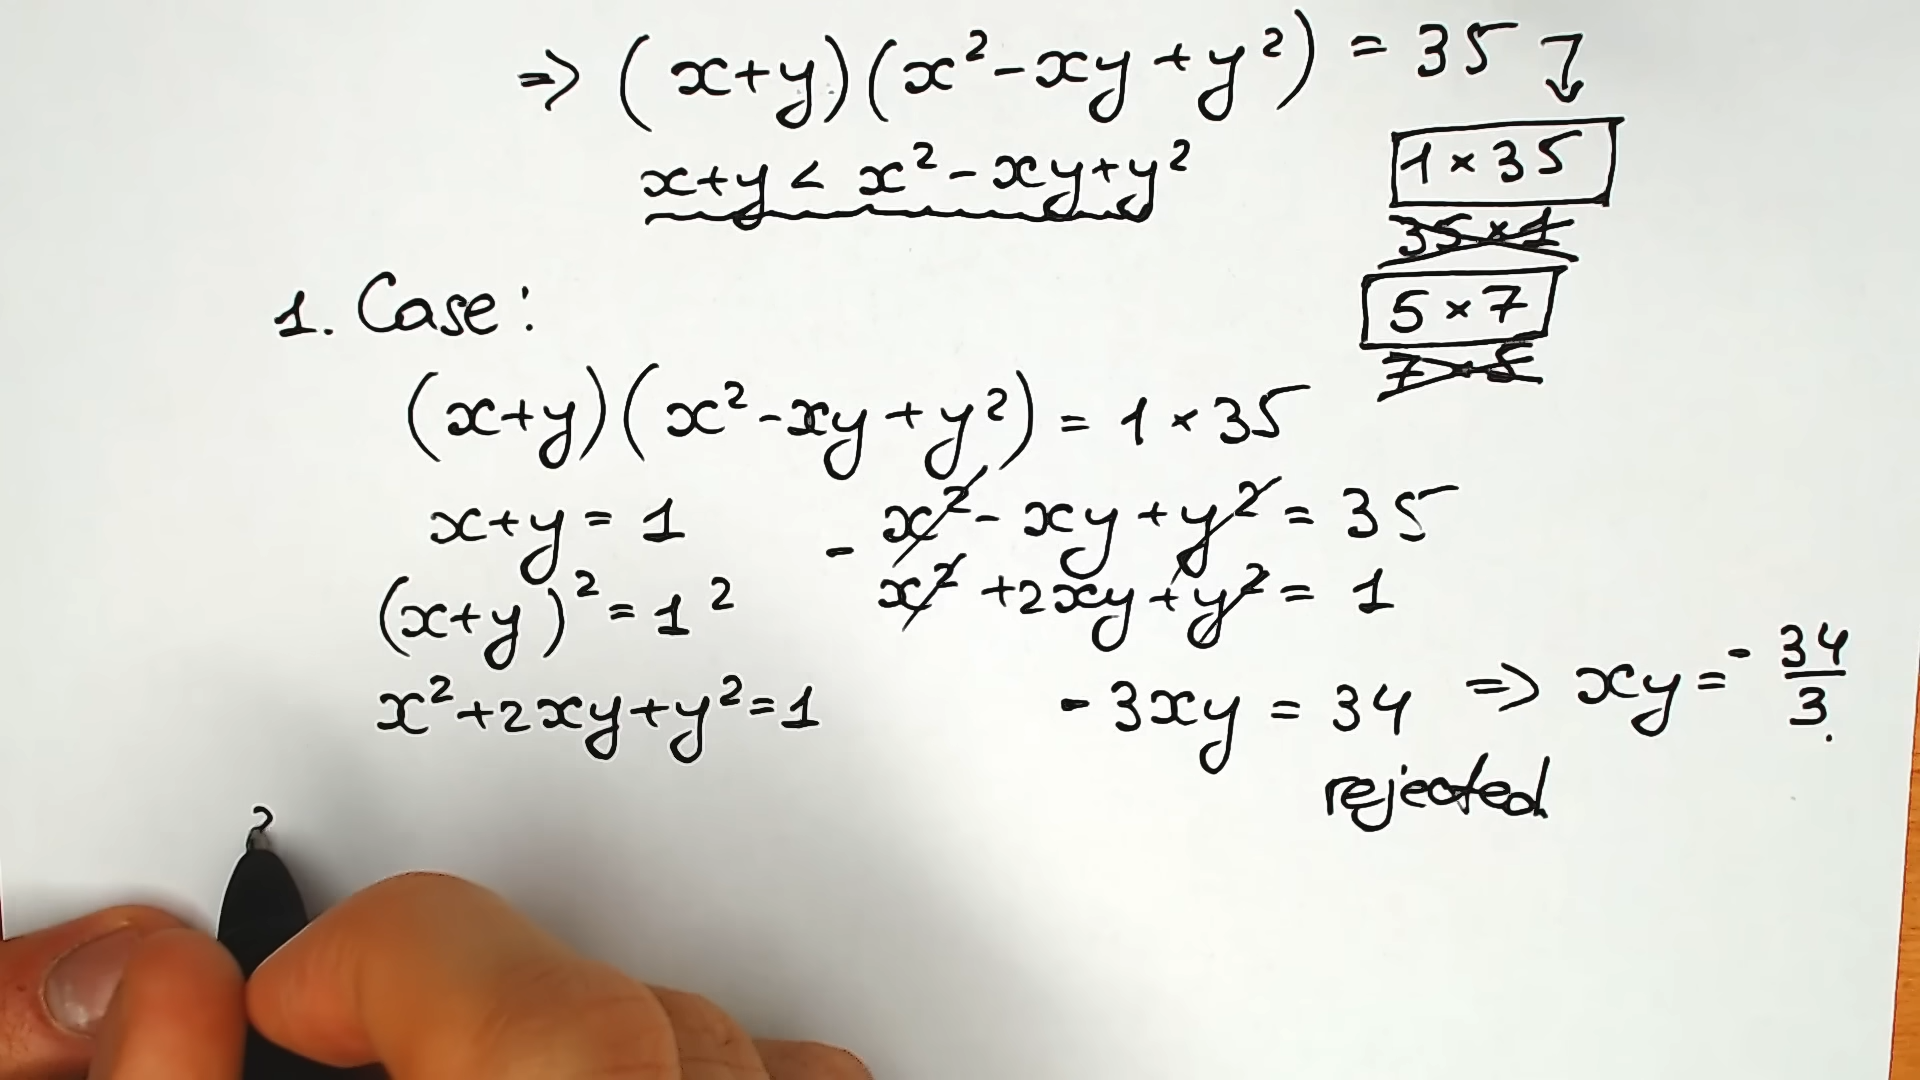 => (x+y)(x²-xy+y²) = 35 ↓
x+y < x²-xy+y²
1×35
35×1
5×7
7×5
1. Case:
(x+y)(x²-xy+y²) = 1×35
x+y = 1
(x+y)² = 1²
x²+2xy+y²=1
- x²-xy+y² = 35
x²+2xy+y² = 1
-3xy = 34 => xy = -34/3
rejected
2